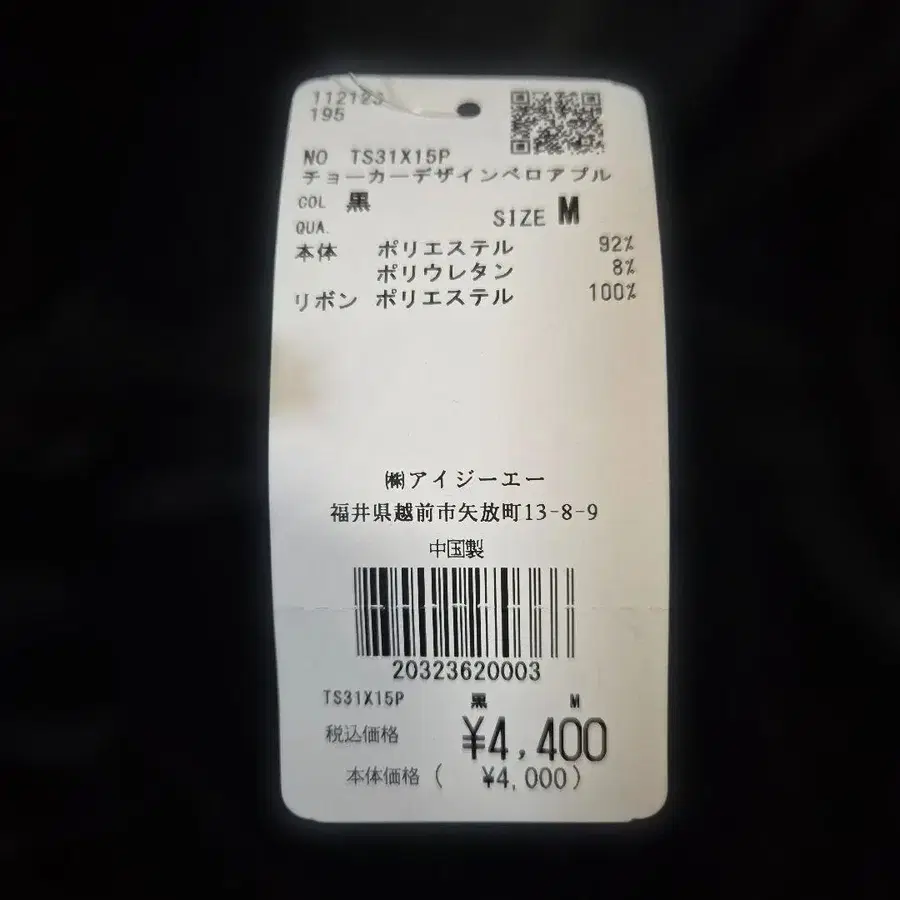 112123
195
NO TS31X15P
チョーカーデザインベロアプル
COL 黒
SIZE M
QUA.
本体 ポリエステル 92%
ポリウレタン 8%
リボン ポリエステル 100%
㈱アイジーエー
福井県越前市矢放町13-8-9
中国製
20323620003
TS31X15P 黒 M
税込価格 ¥4,400
本体価格( ¥4,000)